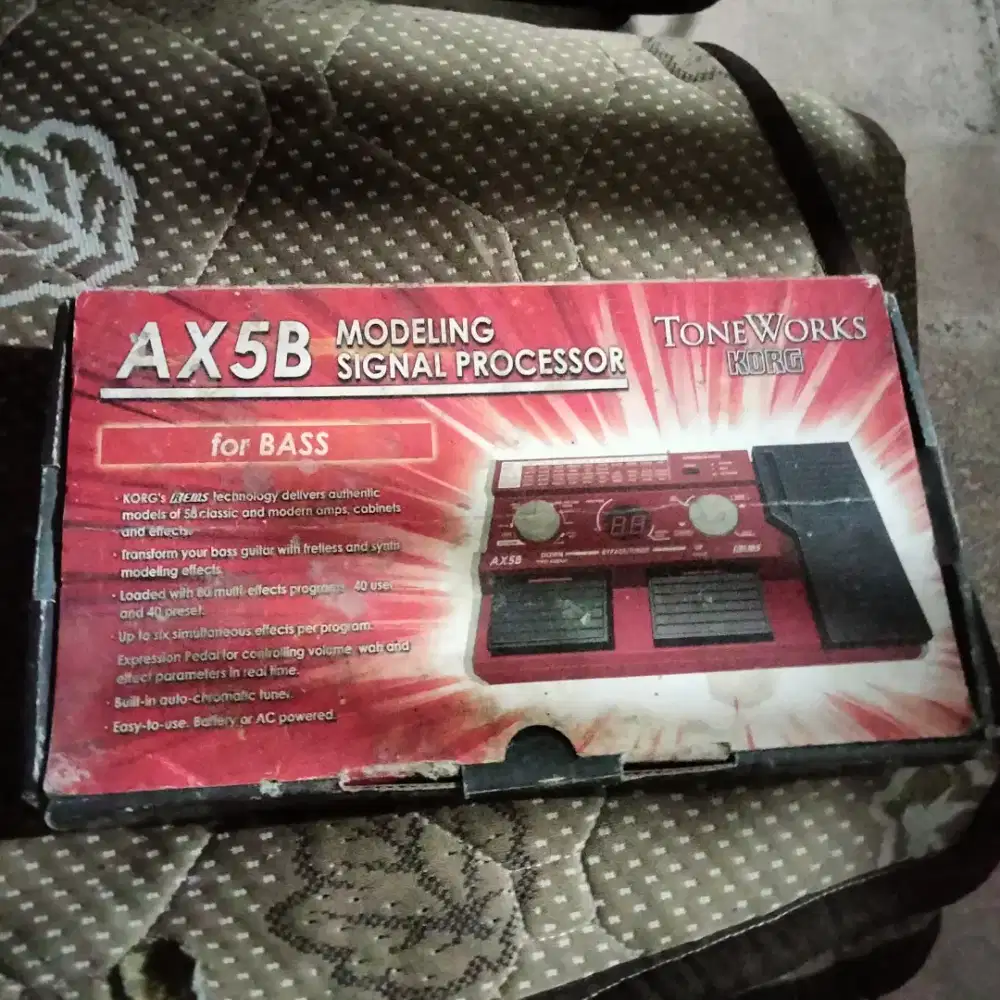 AX5B MODELING
SIGNAL PROCESSOR
TONEWORKS
KORG
for BASS
· KORG's REMS technology delivers authentic
models of 58 classic and modern amps, cabinets
and effects.
· Transform your bass guitar with fretless and synth
modeling effects.
· Loaded with 80 multi-effects programs 40 user
and 40 preset.
· Up to six simultaneous effects per program.
Expression Pedal for controlling volume, wah and
effect parameters in real time.
· Built-in auto-chromatic tuner.
· Easy-to-use. Battery or AC powered.
AX5B
88
REMS